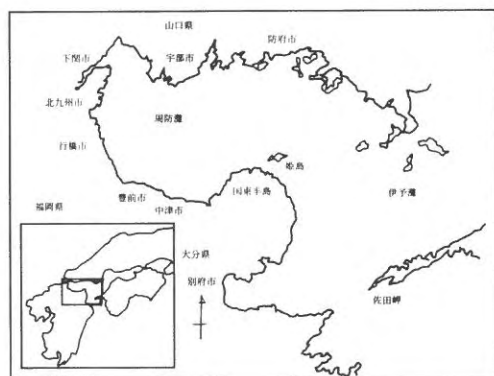 山口県
防府市
下関市
宇部市
北九州市
周防灘
行橋市
姫島
国東半島
伊予灘
豊前市
福岡県
中津市
大分県
別府市
佐田岬